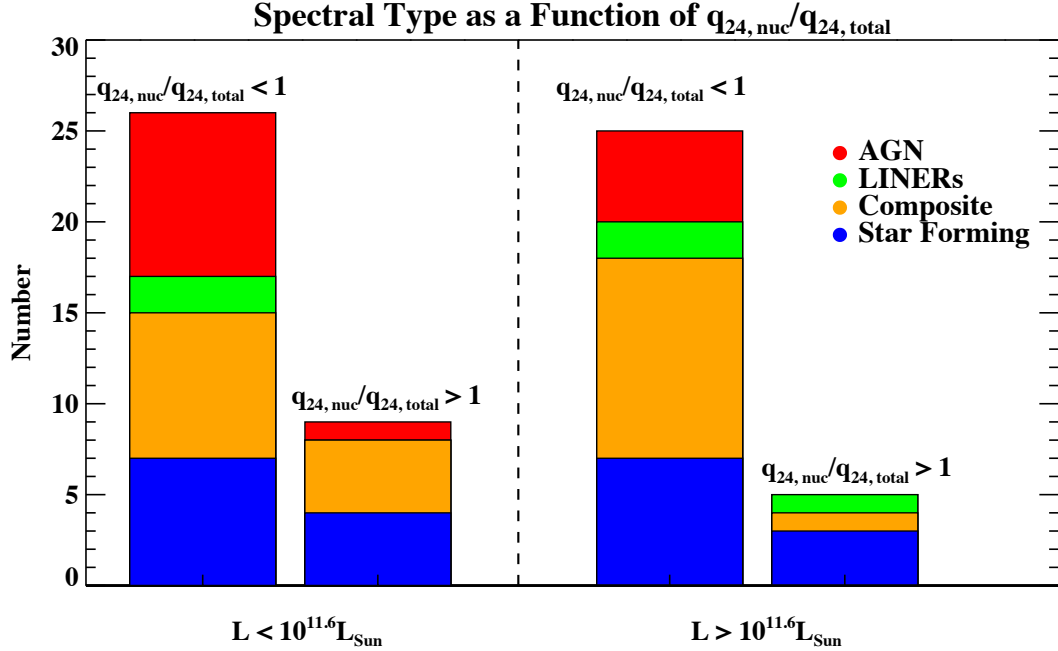 Spectral Type as a Function of q24, nuc/q24, total
30
25
20
15
10
5
0
Number
q24, nuc/q24, total < 1
q24, nuc/q24, total > 1
q24, nuc/q24, total < 1
q24, nuc/q24, total > 1
AGN
LINERs
Composite
Star Forming
L < 10^11.6 LSun
L > 10^11.6 LSun